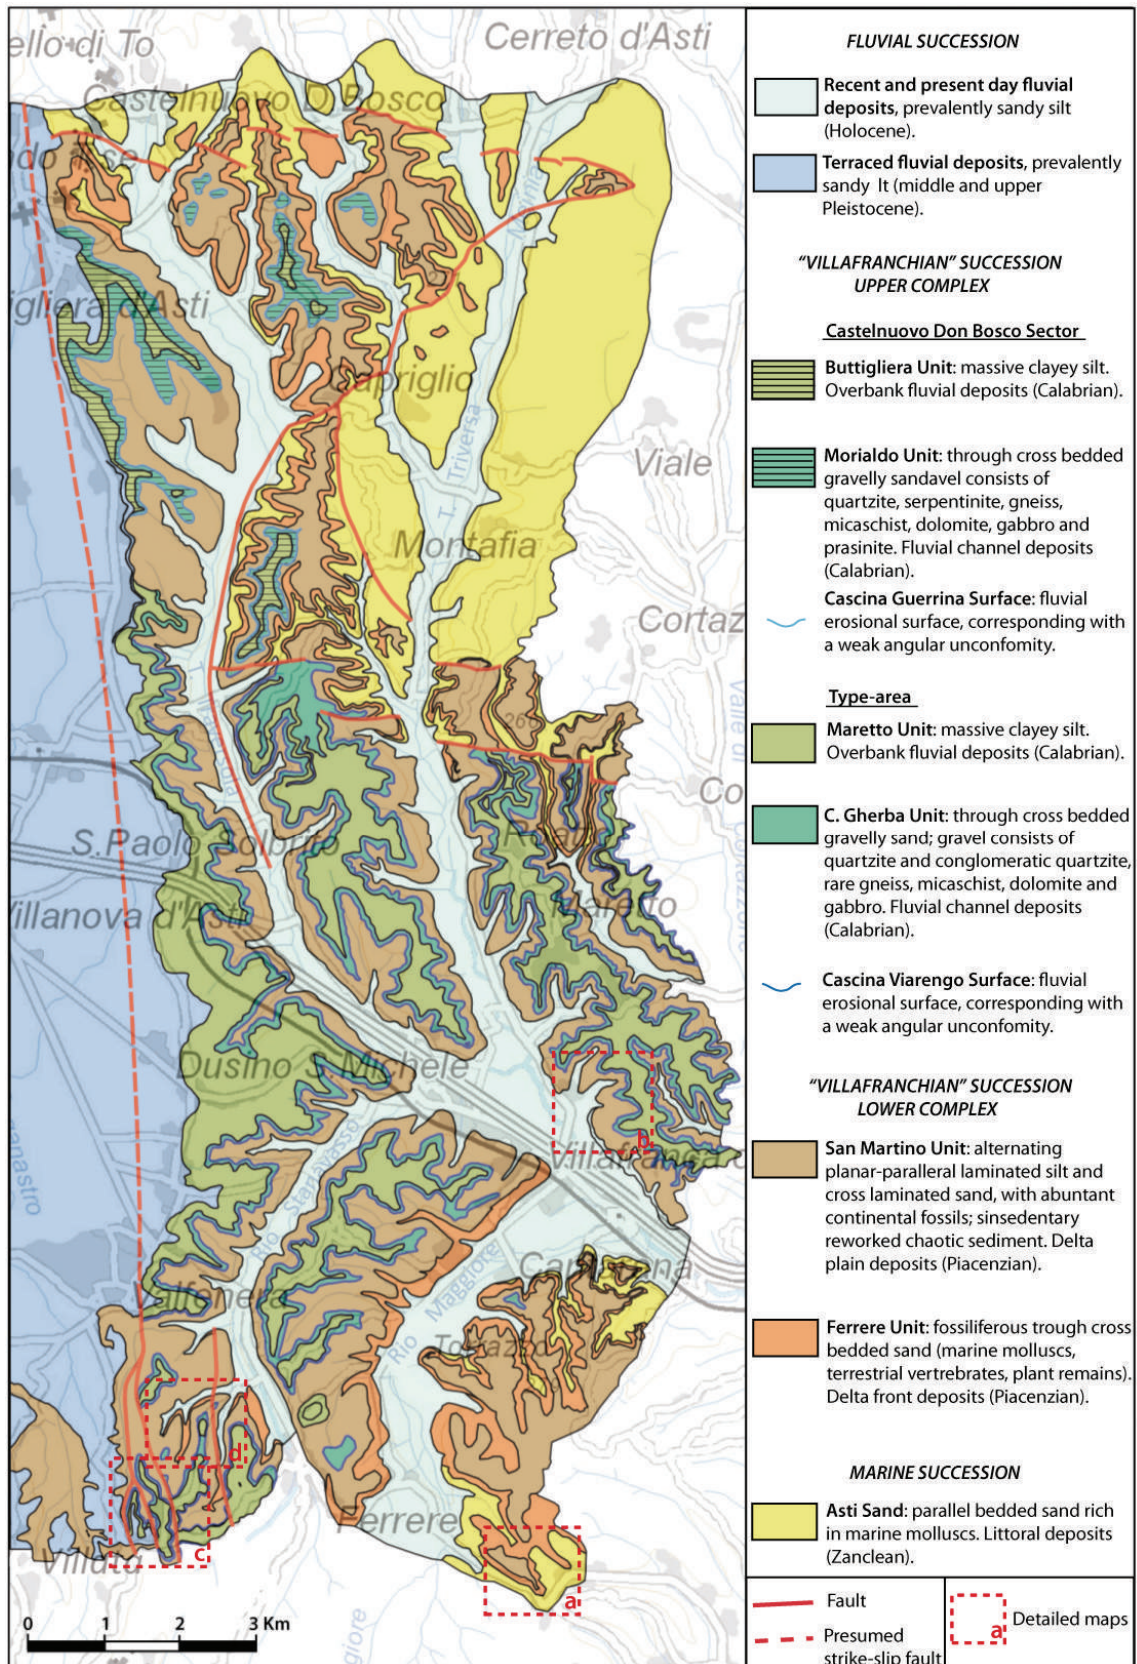 ello di To
Cerreto d'Asti
Castelnuovo D. Bosco
igliera d'Asti
Capriglio
Viale
T. Triversa
Montafia
Cortaz
S.Paolo Solbrito
Co
Villanova d'Asti
Maretto
Dusino S.Michele
Villafranca
Rio Stanavasso
Rio Maggiore
Valfenera
Ferrere
a
b
c
d
0 1 2 3 Km
FLUVIAL SUCCESSION
Recent and present day fluvial
deposits, prevalently sandy silt
(Holocene).
Terraced fluvial deposits, prevalently
sandy lt (middle and upper
Pleistocene).
“VILLAFRANCHIAN” SUCCESSION
UPPER COMPLEX
Castelnuovo Don Bosco Sector
Buttigliera Unit: massive clayey silt.
Overbank fluvial deposits (Calabrian).
Morialdo Unit: through cross bedded
gravelly sandavel consists of
quartzite, serpentinite, gneiss,
micaschist, dolomite, gabbro and
prasinite. Fluvial channel deposits
(Calabrian).
Cascina Guerrina Surface: fluvial
erosional surface, corresponding with
a weak angular unconfomity.
Type-area
Maretto Unit: massive clayey silt.
Overbank fluvial deposits (Calabrian).
C. Gherba Unit: through cross bedded
gravelly sand; gravel consists of
quartzite and conglomeratic quartzite,
rare gneiss, micaschist, dolomite and
gabbro. Fluvial channel deposits
(Calabrian).
Cascina Viarengo Surface: fluvial
erosional surface, corresponding with
a weak angular unconfomity.
“VILLAFRANCHIAN” SUCCESSION
LOWER COMPLEX
San Martino Unit: alternating
planar-paralleral laminated silt and
cross laminated sand, with abuntant
continental fossils; sinsedentary
reworked chaotic sediment. Delta
plain deposits (Piacenzian).
Ferrere Unit: fossiliferous trough cross
bedded sand (marine molluscs,
terrestrial vertebrates, plant remains).
Delta front deposits (Piacenzian).
MARINE SUCCESSION
Asti Sand: parallel bedded sand rich
in marine molluscs. Littoral deposits
(Zanclean).
Fault
Presumed
strike-slip fault
a
Detailed maps